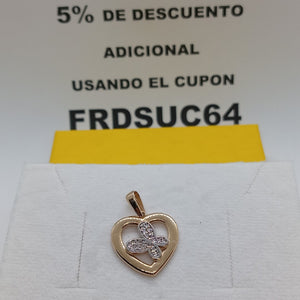 5% DE DESCUENTO
ADICIONAL
USANDO EL CUPON
FRDSUC64